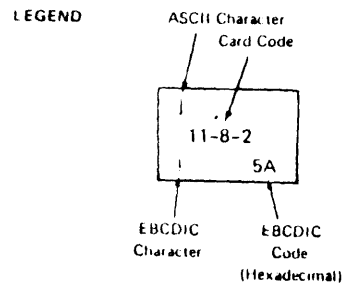 LEGEND
ASCII Character
Card Code
11-8-2
5A
EBCDIC
Character
EBCDIC
Code
(Hexadecimal)